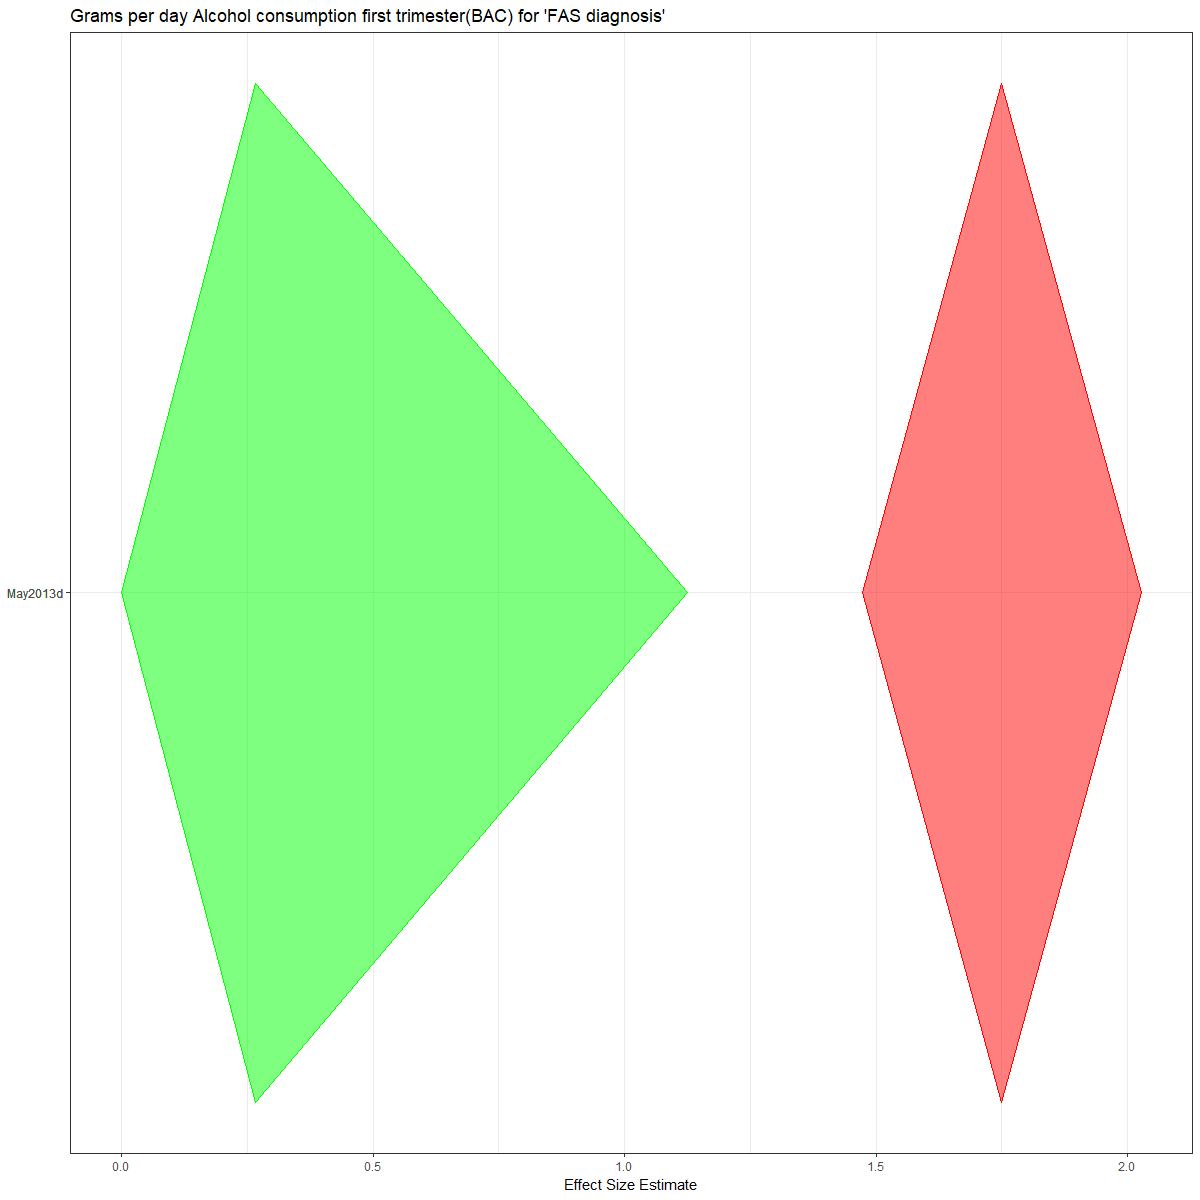 Grams per day Alcohol consumption first trimester(BAC) for 'FAS diagnosis'
May2013d
0.0 0.5 1.0 1.5 2.0
Effect Size Estimate